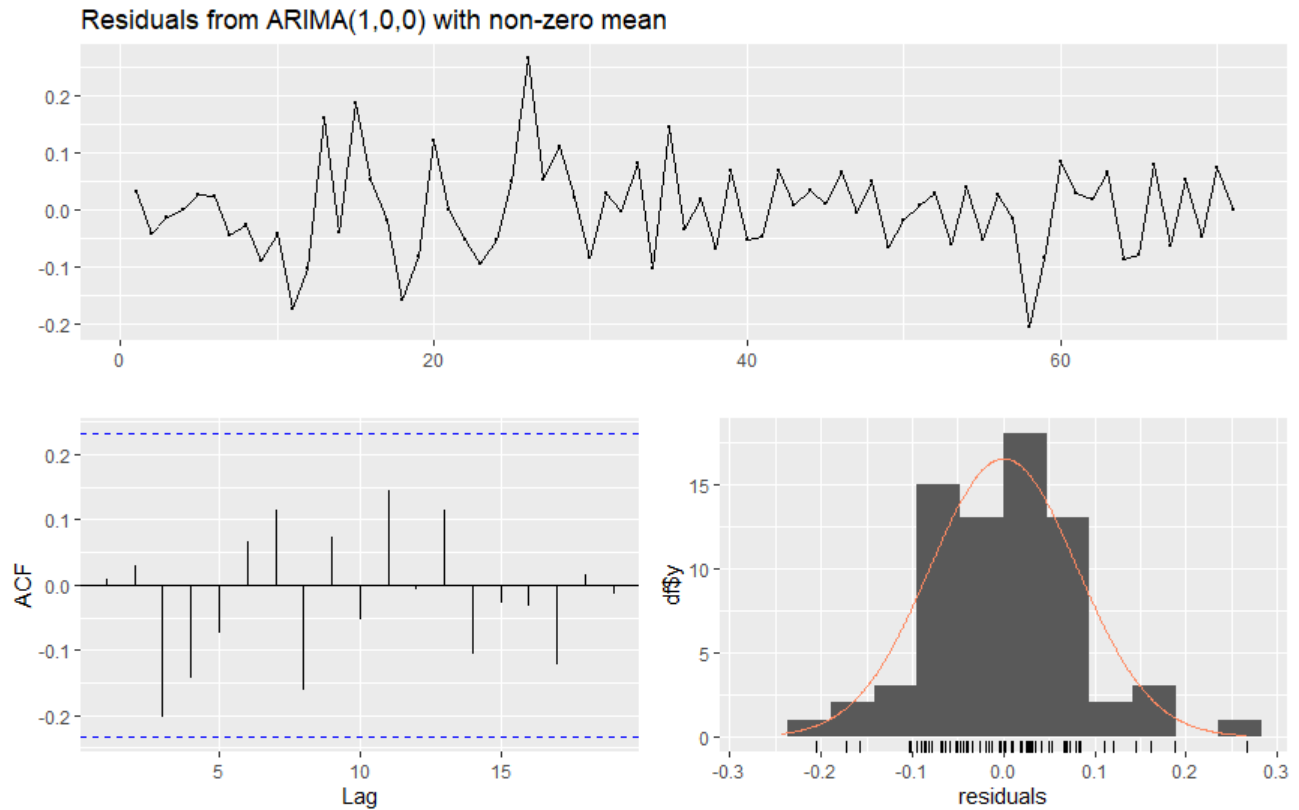 Residuals from ARIMA(1,0,0) with non-zero mean
0.2
0.1
0.0
-0.1
-0.2
0 20 40 60
ACF
0.2
0.1
0.0
-0.1
-0.2
5 10 15
Lag
df$y
15
10
5
0
-0.3 -0.2 -0.1 0.0 0.1 0.2 0.3
residuals